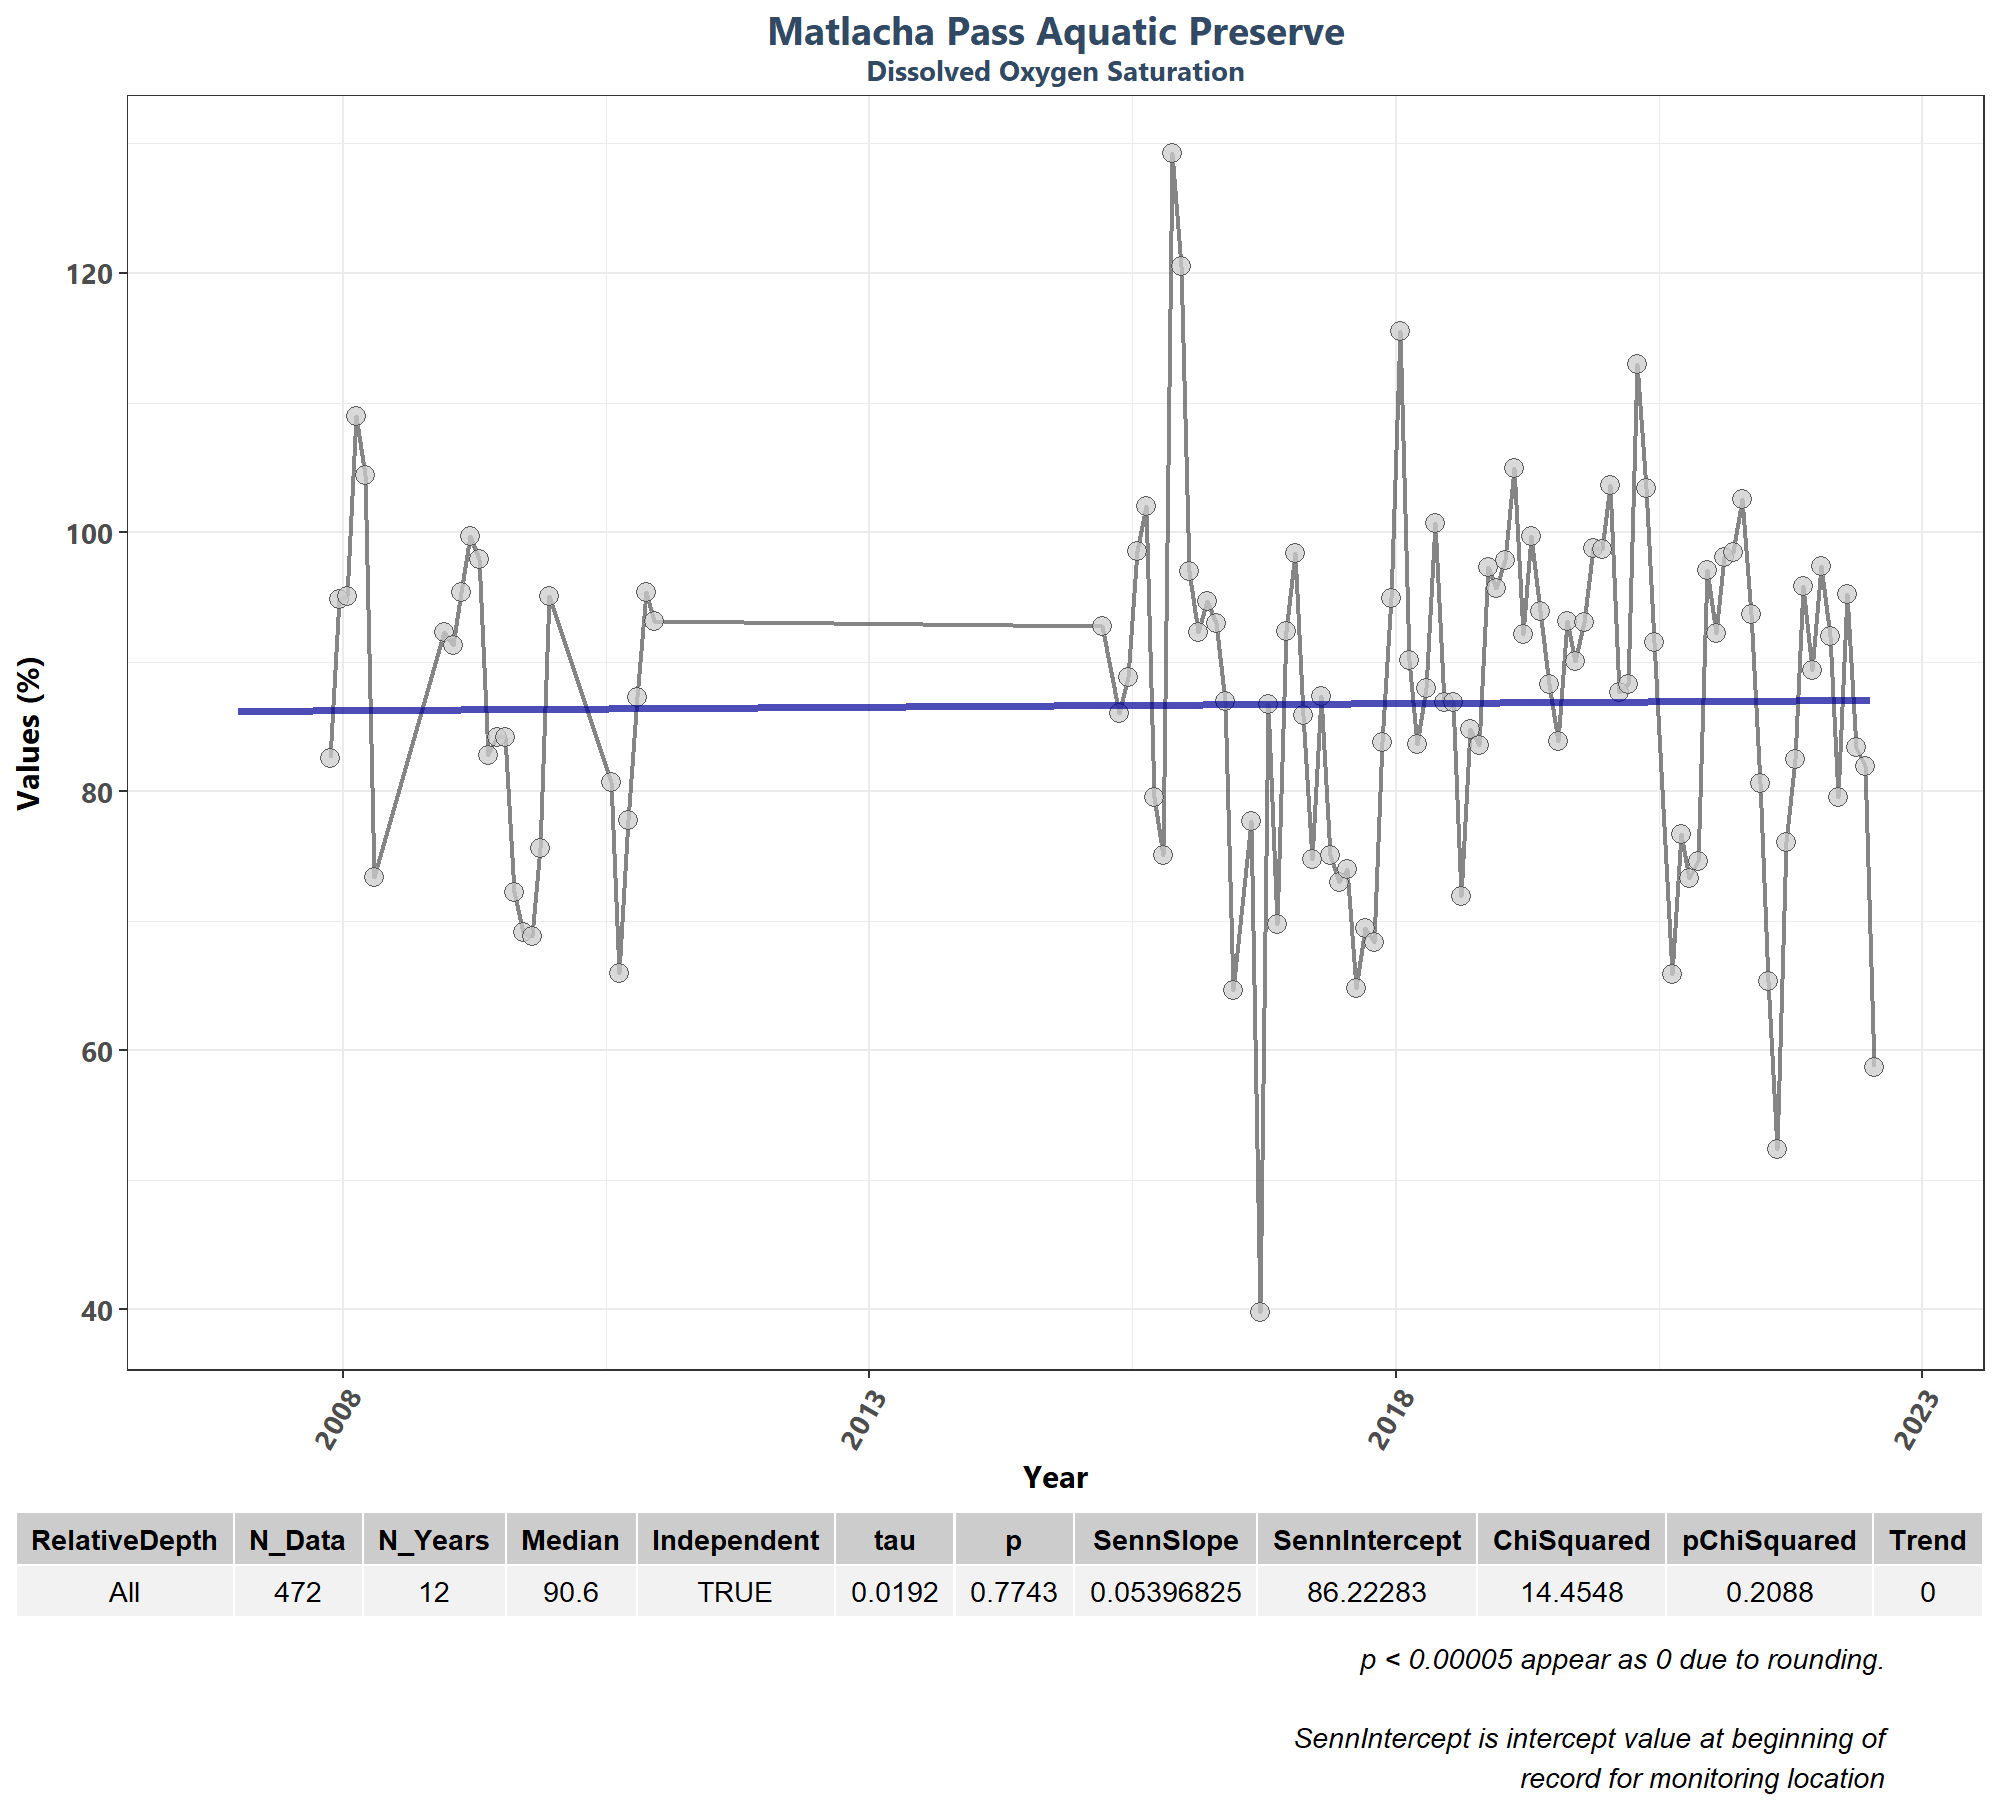 Matlacha Pass Aquatic Preserve
Dissolved Oxygen Saturation
120
100
80
60
40
Values (%)
2008 2013 2018 2023
Year
RelativeDepth N_Data N_Years Median Independent tau p SennSlope SennIntercept ChiSquared pChiSquared Trend
All 472 12 90.6 TRUE 0.0192 0.7743 0.05396825 86.22283 14.4548 0.2088 0
p < 0.00005 appear as 0 due to rounding.
SennIntercept is intercept value at beginning of
record for monitoring location